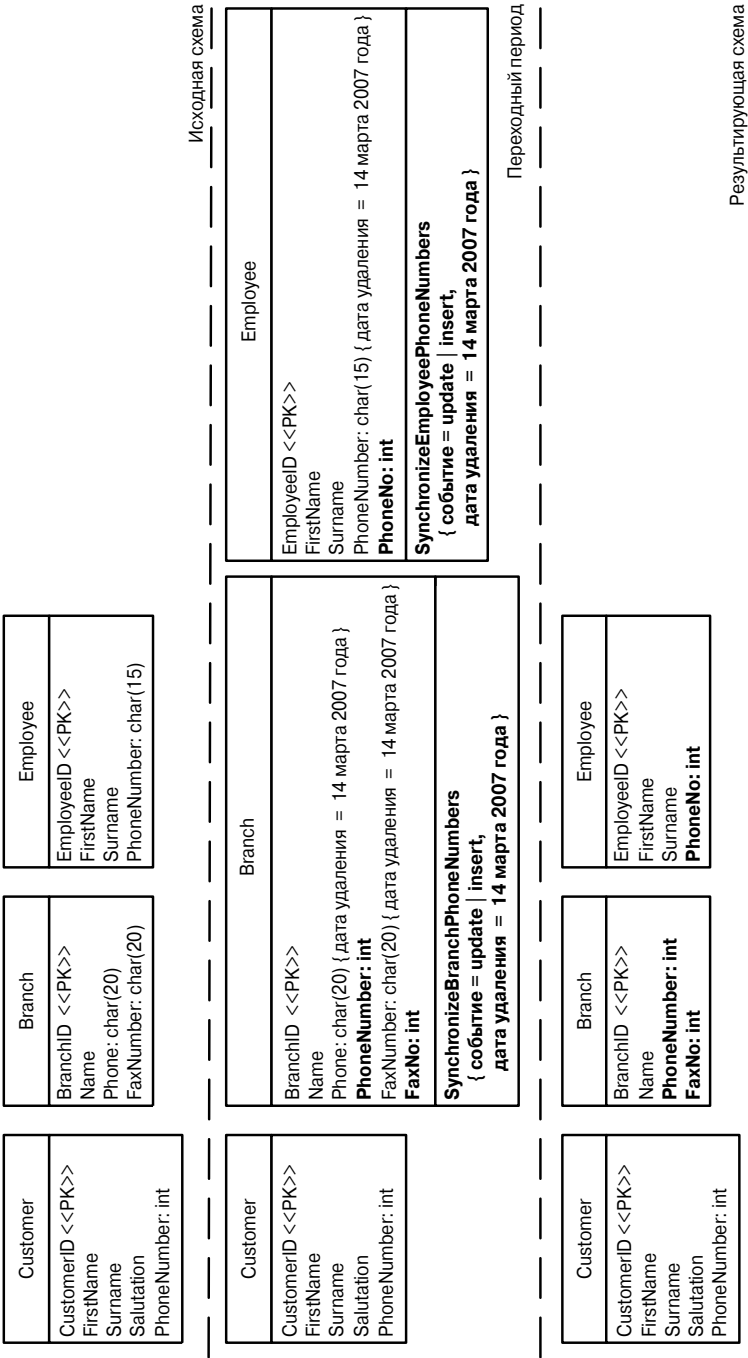 Customer
CustomerID <<PK>>
FirstName
Surname
Salutation
PhoneNumber: int
Branch
BranchID <<PK>>
Name
Phone: char(20)
FaxNumber: char(20)
Employee
EmployeeID <<PK>>
FirstName
Surname
PhoneNumber: char(15)
Исходная схема
Customer
CustomerID <<PK>>
FirstName
Surname
Salutation
PhoneNumber: int
Branch
BranchID <<PK>>
Name
Phone: char(20) { дата удаления = 14 марта 2007 года }
PhoneNumber: int
FaxNumber: char(20) { дата удаления = 14 марта 2007 года }
FaxNo: int
SynchronizeBranchPhoneNumbers
{ событие = update | insert,
дата удаления = 14 марта 2007 года }
Employee
EmployeeID <<PK>>
FirstName
Surname
PhoneNumber: char(15) { дата удаления = 14 марта 2007 года }
PhoneNo: int
SynchronizeEmployeePhoneNumbers
{ событие = update | insert,
дата удаления = 14 марта 2007 года }
Переходный период
Customer
CustomerID <<PK>>
FirstName
Surname
Salutation
PhoneNumber: int
Branch
BranchID <<PK>>
Name
PhoneNumber: int
FaxNo: int
Employee
EmployeeID <<PK>>
FirstName
Surname
PhoneNo: int
Результирующая схема